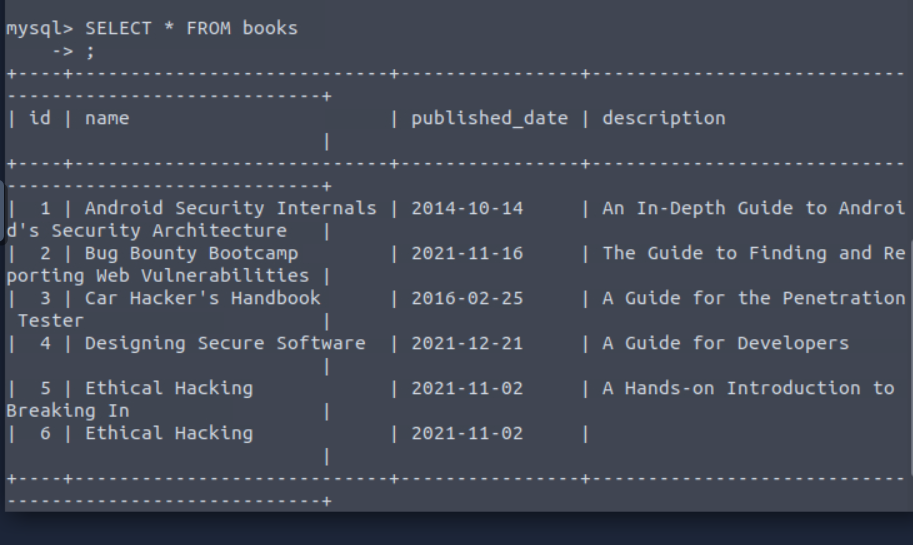 mysql> SELECT * FROM books
    -> ;
+----+----------------------------+----------------+----------------------------
----------------------------+
| id | name                       | published_date | description
                            |
+----+----------------------------+----------------+----------------------------
----------------------------+
|  1 | Android Security Internals | 2014-10-14     | An In-Depth Guide to Androi
d's Security Architecture   |
|  2 | Bug Bounty Bootcamp        | 2021-11-16     | The Guide to Finding and Re
porting Web Vulnerabilities |
|  3 | Car Hacker's Handbook      | 2016-02-25     | A Guide for the Penetration
 Tester                     |
|  4 | Designing Secure Software  | 2021-12-21     | A Guide for Developers
                            |
|  5 | Ethical Hacking            | 2021-11-02     | A Hands-on Introduction to
Breaking In                 |
|  6 | Ethical Hacking            | 2021-11-02     |
                            |
+----+----------------------------+----------------+----------------------------
----------------------------+